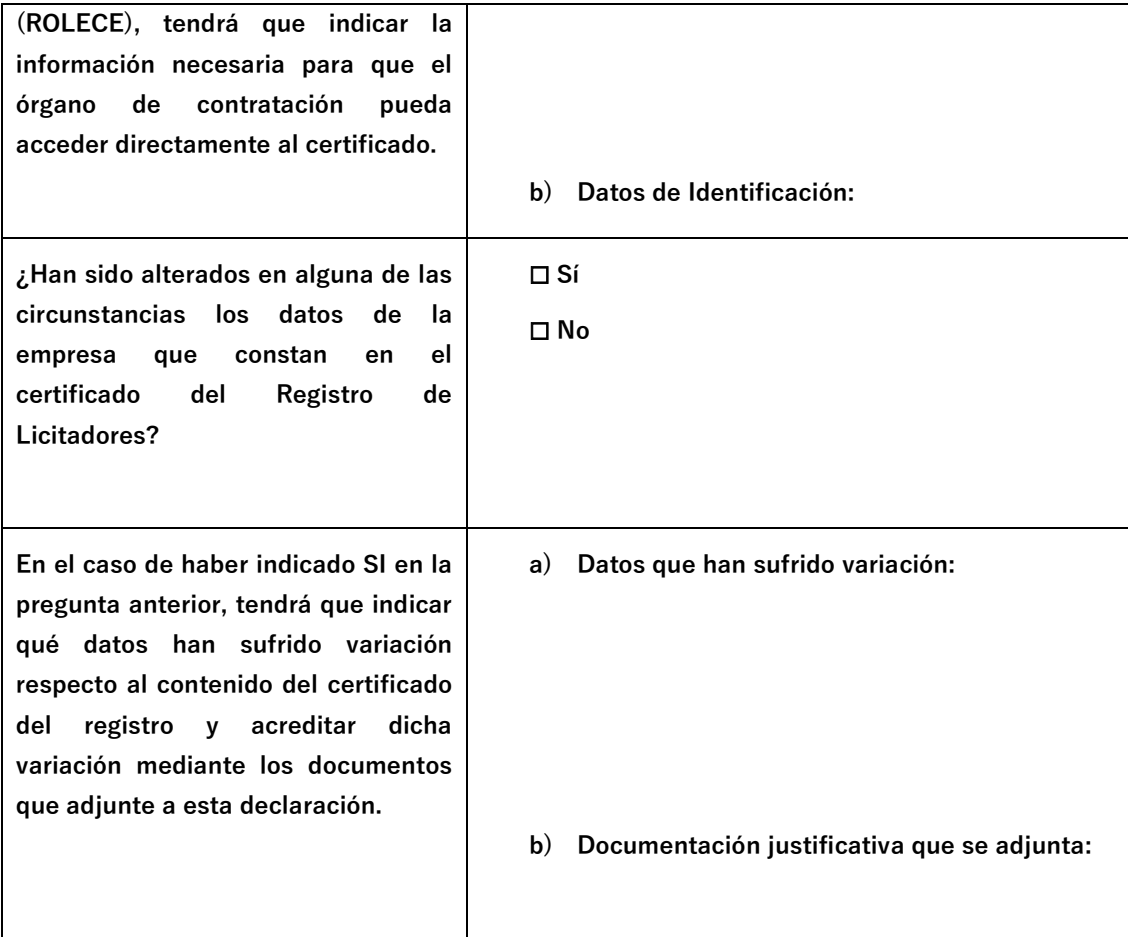 (ROLECE), tendrá que indicar la
información necesaria para que el
órgano de contratación pueda
acceder directamente al certificado.
b) Datos de Identificación:
¿Han sido alterados en alguna de las
circunstancias los datos de la
empresa que constan en el
certificado del Registro de
Licitadores?
☐ Sí
☐ No
En el caso de haber indicado SI en la
pregunta anterior, tendrá que indicar
qué datos han sufrido variación
respecto al contenido del certificado
del registro y acreditar dicha
variación mediante los documentos
que adjunte a esta declaración.
a) Datos que han sufrido variación:
b) Documentación justificativa que se adjunta: